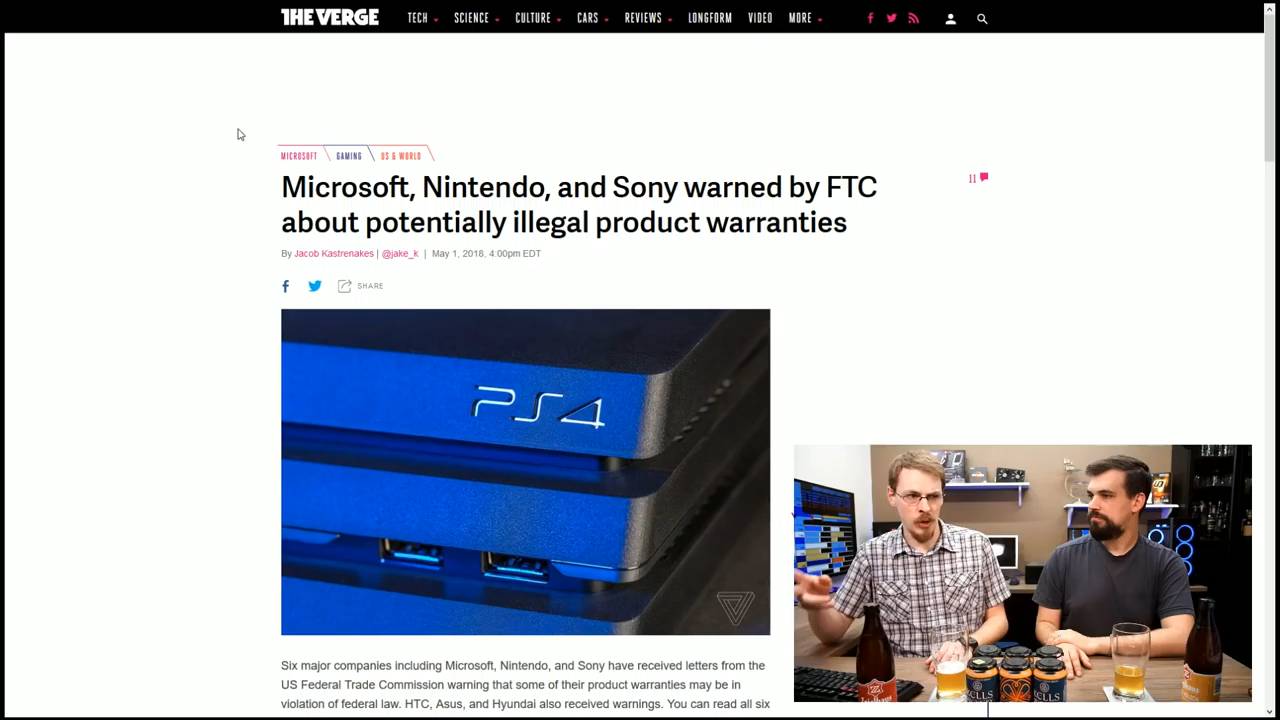 THE VERGE
TECH SCIENCE CULTURE CARS REVIEWS LONGFORM VIDEO MORE
MICROSOFT GAMING US & WORLD
Microsoft, Nintendo, and Sony warned by FTC
about potentially illegal product warranties
11
By Jacob Kastrenakes | @jake_k | May 1, 2018, 4:00pm EDT
SHARE
PS4
Six major companies including Microsoft, Nintendo, and Sony have received letters from the
US Federal Trade Commission warning that some of their product warranties may be in
violation of federal law. HTC, Asus, and Hyundai also received warnings. You can read all six